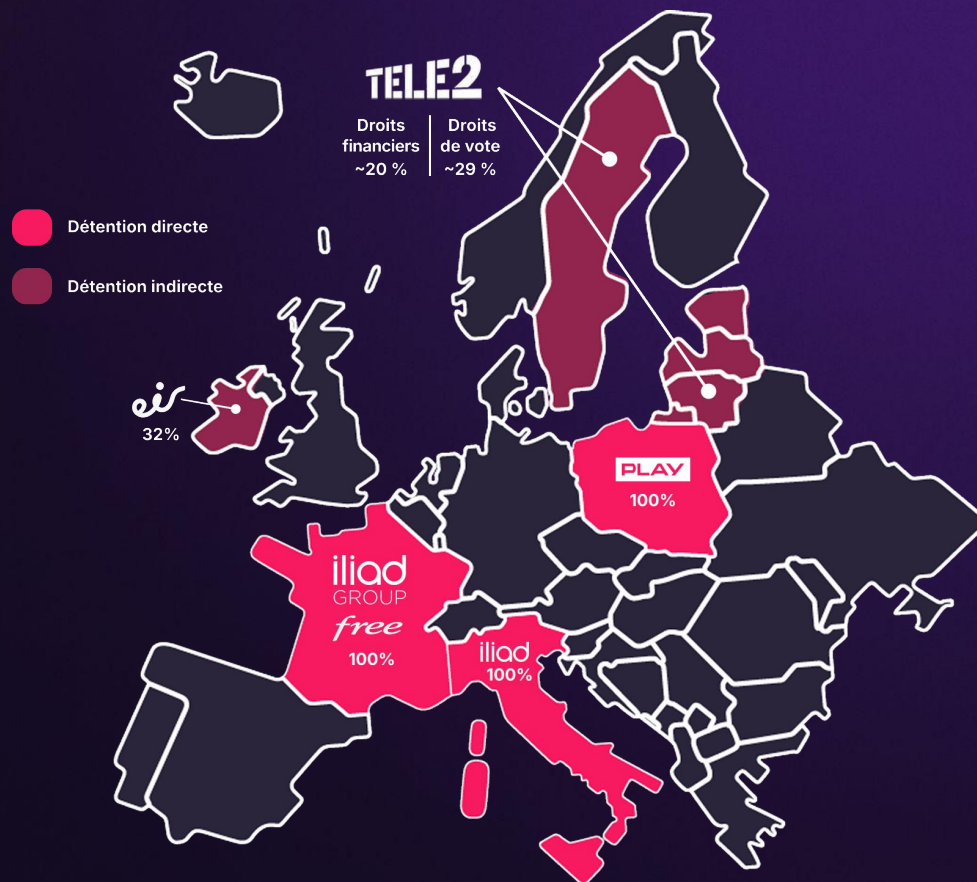 TELE2
Droits
financiers
~20 %
Droits
de vote
~29 %
Détention directe
Détention indirecte
eir
32%
PLAY
100%
iliad
GROUP
free
100%
iliad
100%